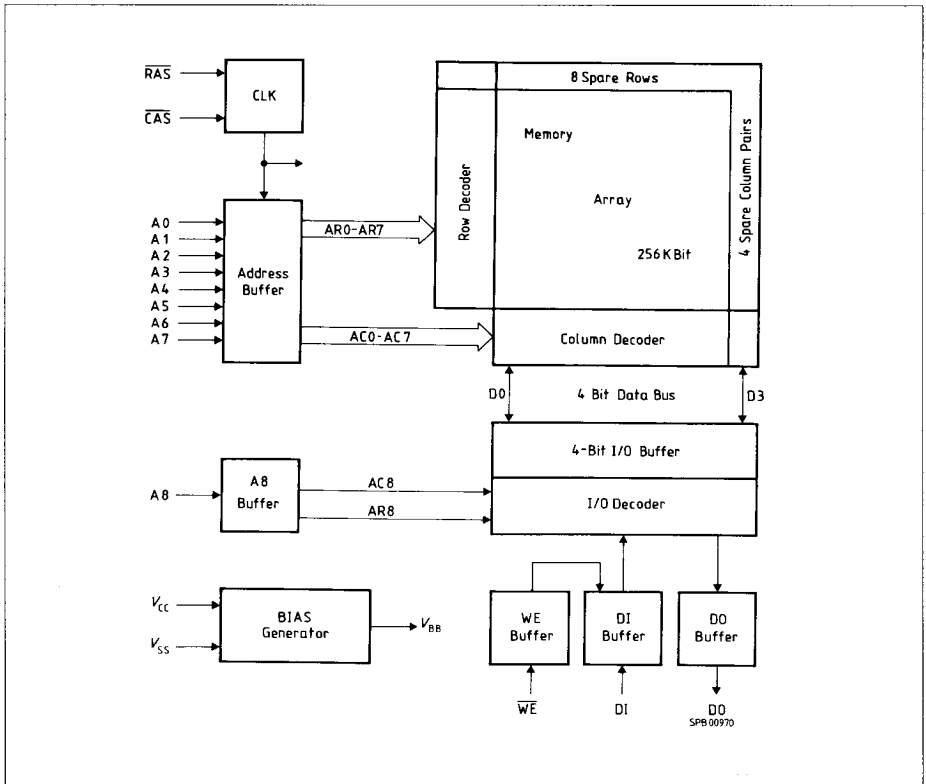 R̅A̅S̅
C̅A̅S̅
CLK
8 Spare Rows
Row Decoder
Memory
Array
256 K Bit
4 Spare Column Pairs
A0
A1
A2
A3
A4
A5
A6
A7
Address
Buffer
AR0-AR7
AC0-AC7
Column Decoder
D0
4 Bit Data Bus
D3
4-Bit I/O Buffer
I/O Decoder
A8
A8
Buffer
AC8
AR8
VCC
VSS
BIAS
Generator
VBB
WE
Buffer
DI
Buffer
DO
Buffer
W̅E̅
DI
DO
SPB00970